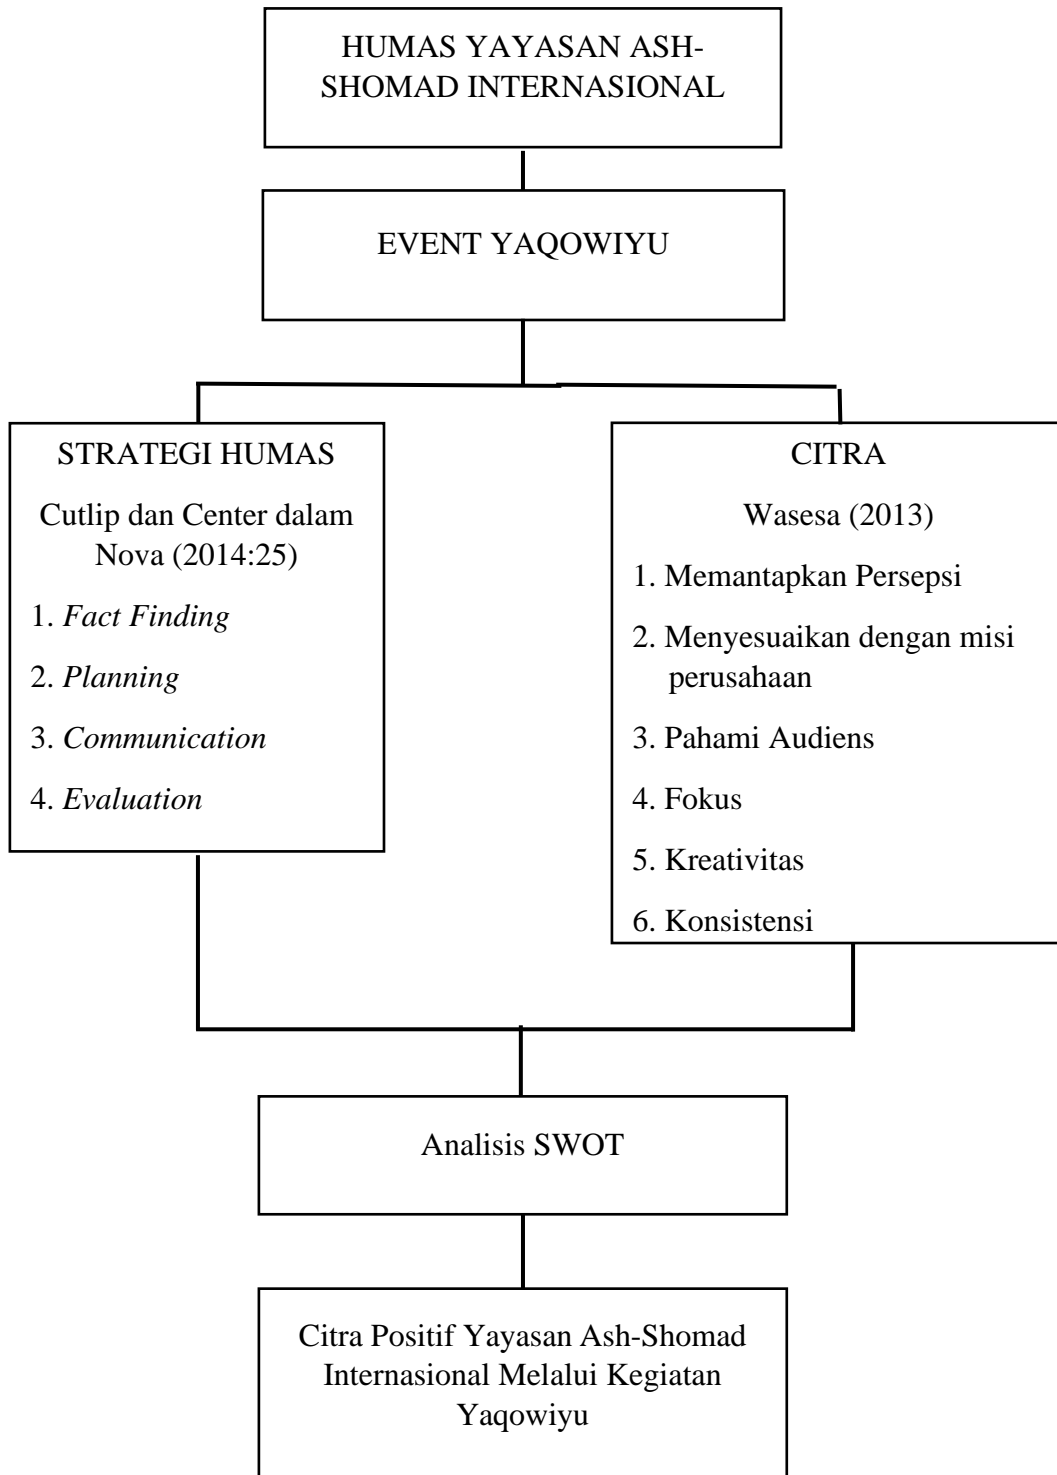 HUMAS YAYASAN ASH-
SHOMAD INTERNASIONAL
EVENT YAQOWIYU
STRATEGI HUMAS
Cutlip dan Center dalam
Nova (2014:25)
1. Fact Finding
2. Planning
3. Communication
4. Evaluation
CITRA
Wasesa (2013)
1. Memantapkan Persepsi
2. Menyesuaikan dengan misi
perusahaan
3. Pahami Audiens
4. Fokus
5. Kreativitas
6. Konsistensi
Analisis SWOT
Citra Positif Yayasan Ash-Shomad
Internasional Melalui Kegiatan
Yaqowiyu